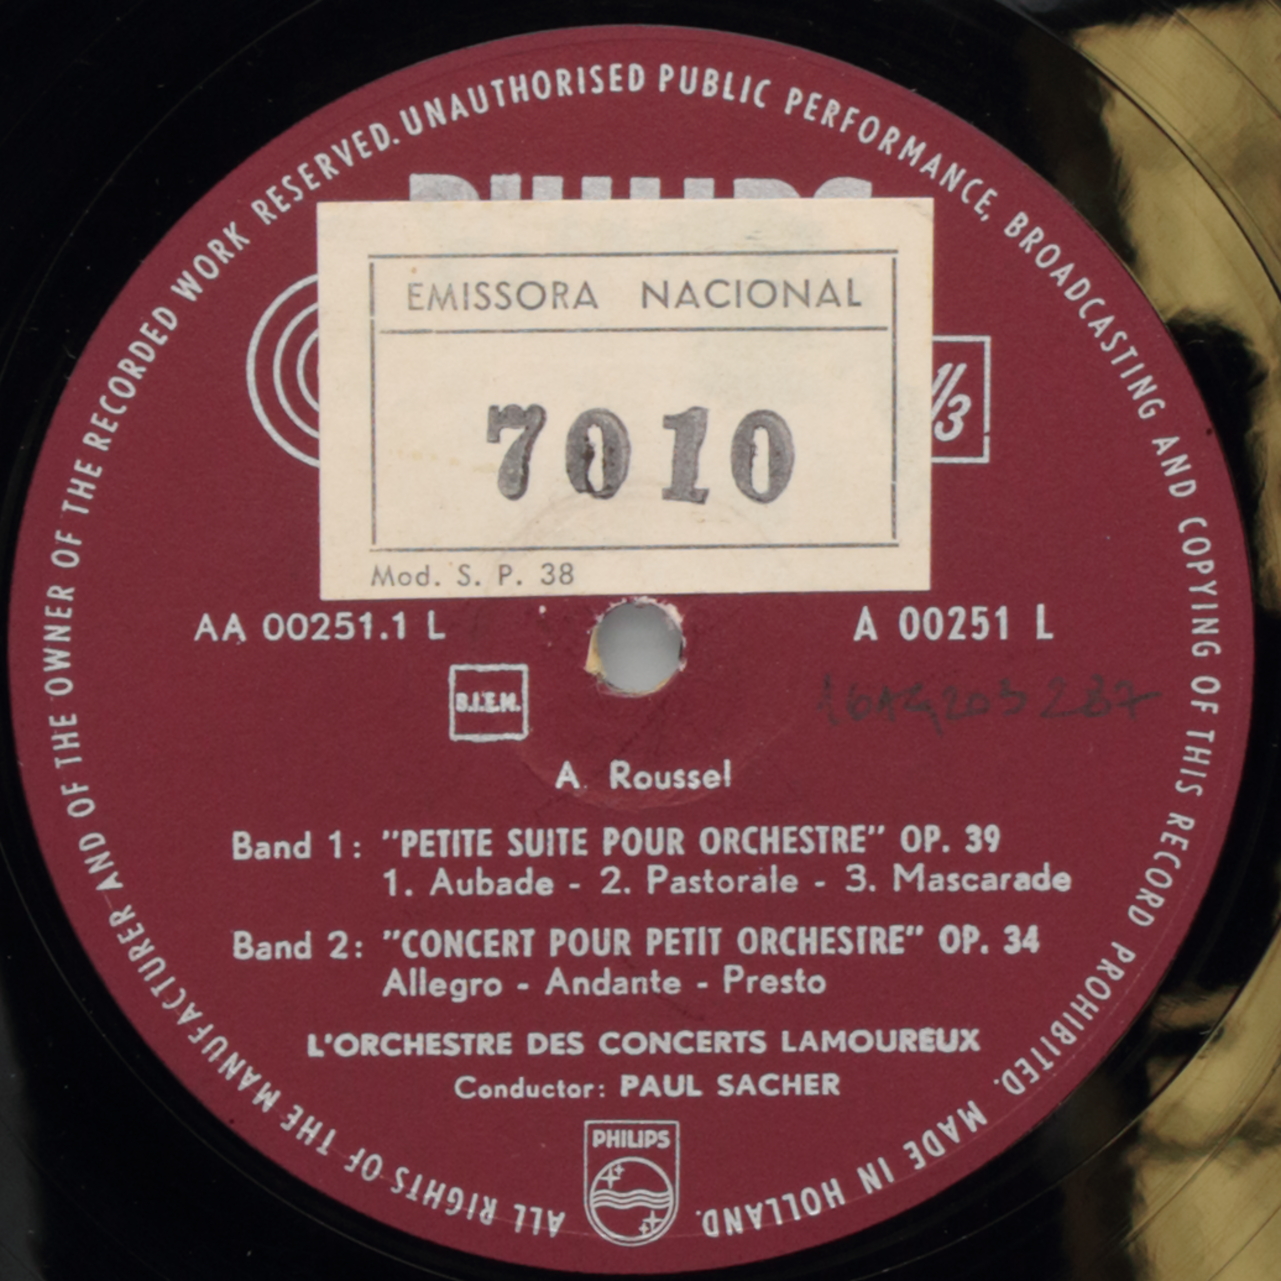 ALL RIGHTS OF THE MANUFACTURER AND OF THE OWNER OF THE RECORDED WORK RESERVED. UNAUTHORISED PUBLIC PERFORMANCE, BROADCASTING AND COPYING OF THIS RECORD PROHIBITED. MADE IN HOLLAND.
PHILIPS
EMISSORA NACIONAL
1/3
7010
Mod. S. P. 38
AA 00251.1 L
A 00251 L
B.I.E.M.
A. Roussel
Band 1: "PETITE SUITE POUR ORCHESTRE" OP. 39
1. Aubade - 2. Pastorale - 3. Mascarade
Band 2: "CONCERT POUR PETIT ORCHESTRE" OP. 34
Allegro - Andante - Presto
L'ORCHESTRE DES CONCERTS LAMOUREUX
Conductor: PAUL SACHER
PHILIPS